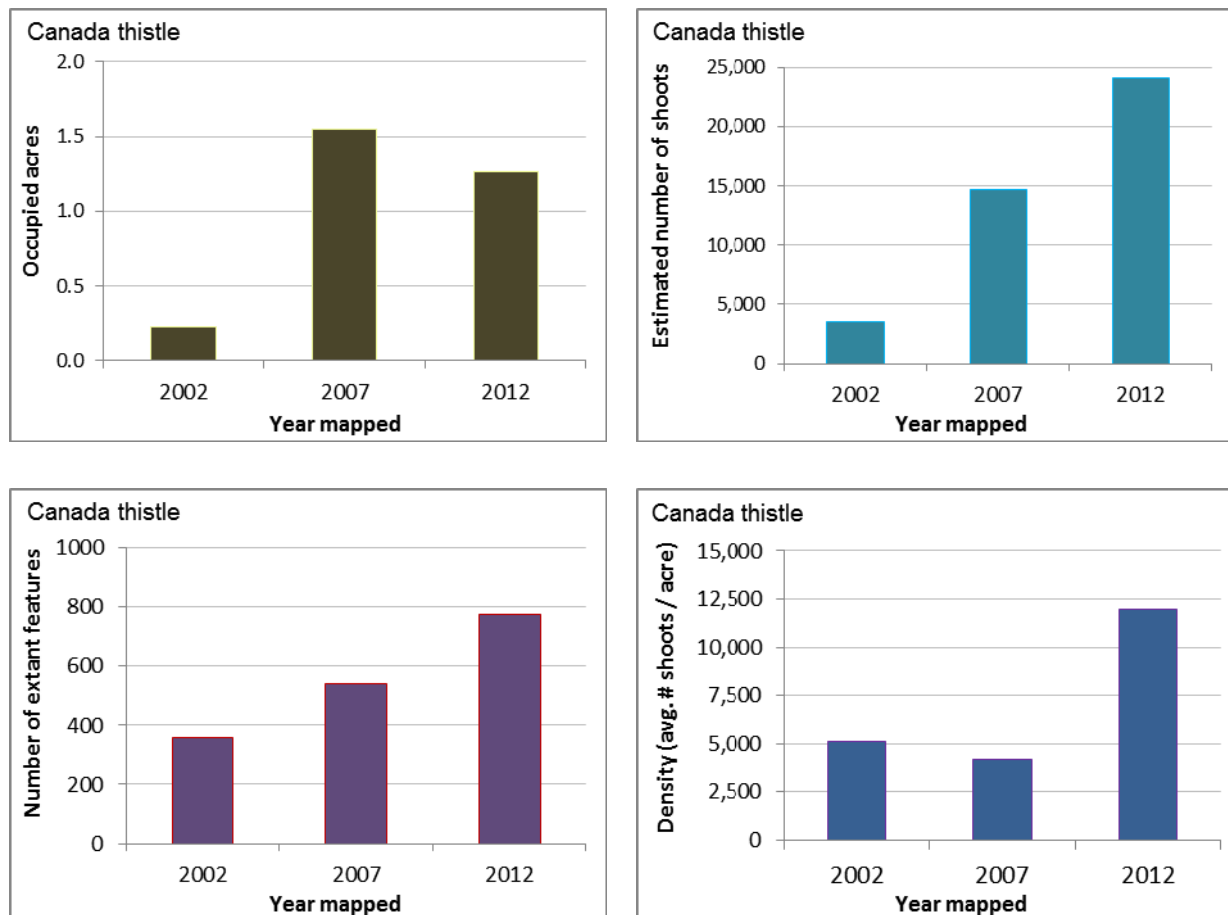 Canada thistle
2.0
1.5
1.0
0.5
0.0
Occupied acres
2002 2007 2012
Year mapped
Canada thistle
25,000
20,000
15,000
10,000
5,000
0
Estimated number of shoots
2002 2007 2012
Year mapped
Canada thistle
1000
800
600
400
200
0
Number of extant features
2002 2007 2012
Year mapped
Canada thistle
15,000
12,500
10,000
7,500
5,000
2,500
0
Density (avg. # shoots / acre)
2002 2007 2012
Year mapped